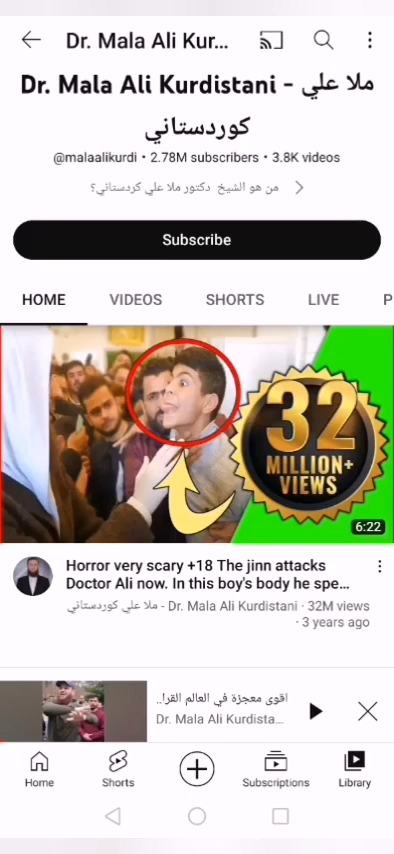 Dr. Mala Ali Kur...
Dr. Mala Ali Kurdistani - ملا علي
كوردستاني
@malaalikurdi • 2.78M subscribers • 3.8K videos
من هو الشيخ دكتور ملا علي كردستاني؟
Subscribe
HOME VIDEOS SHORTS LIVE P
32
MILLION+
VIEWS
6:22
Horror very scary +18 The jinn attacks
Doctor Ali now. In this boy's body he spe...
ملا علي كوردستاني - Dr. Mala Ali Kurdistani · 32M views
· 3 years ago
اقوى معجزة في العالم القرا..
Dr. Mala Ali Kurdista...
Home Shorts Subscriptions Library